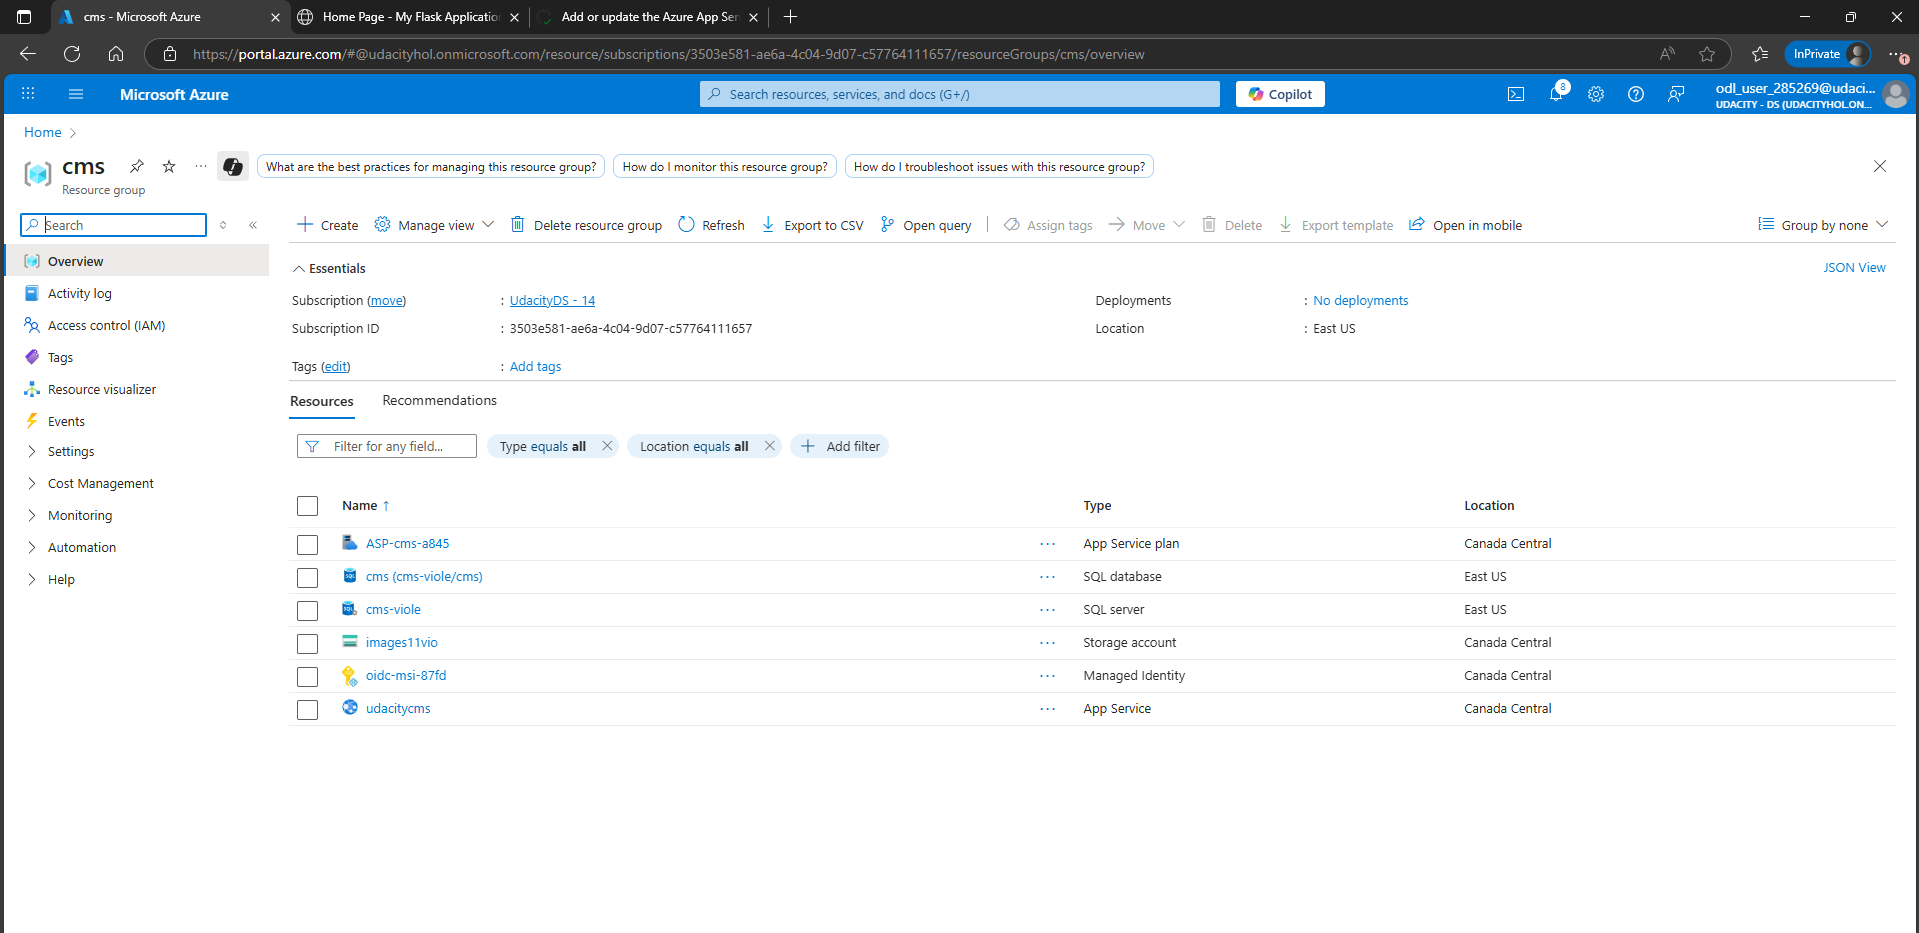 cms - Microsoft Azure
Home Page - My Flask Applicatio
Add or update the Azure App Ser
https://portal.azure.com/#@udacityhol.onmicrosoft.com/resource/subscriptions/3503e581-ae6a-4c04-9d07-c57764111657/resourceGroups/cms/overview
InPrivate
Microsoft Azure
Search resources, services, and docs (G+/)
Copilot
8
odl_user_285269@udaci...
UDACITY - DS (UDACITYHOL.ON...
Home
cms
Resource group
What are the best practices for managing this resource group?
How do I monitor this resource group?
How do I troubleshoot issues with this resource group?
Search
Create
Manage view
Delete resource group
Refresh
Export to CSV
Open query
Assign tags
Move
Delete
Export template
Open in mobile
Group by none
Overview
Activity log
Access control (IAM)
Tags
Resource visualizer
Events
Settings
Cost Management
Monitoring
Automation
Help
Essentials
JSON View
Subscription (move) : UdacityDS - 14
Deployments : No deployments
Subscription ID : 3503e581-ae6a-4c04-9d07-c57764111657
Location : East US
Tags (edit) : Add tags
Resources Recommendations
Filter for any field...
Type equals all
Location equals all
Add filter
Name ↑ Type Location
ASP-cms-a845 ... App Service plan Canada Central
cms (cms-viole/cms) ... SQL database East US
cms-viole ... SQL server East US
images11vio ... Storage account Canada Central
oidc-msi-87fd ... Managed Identity Canada Central
udacitycms ... App Service Canada Central